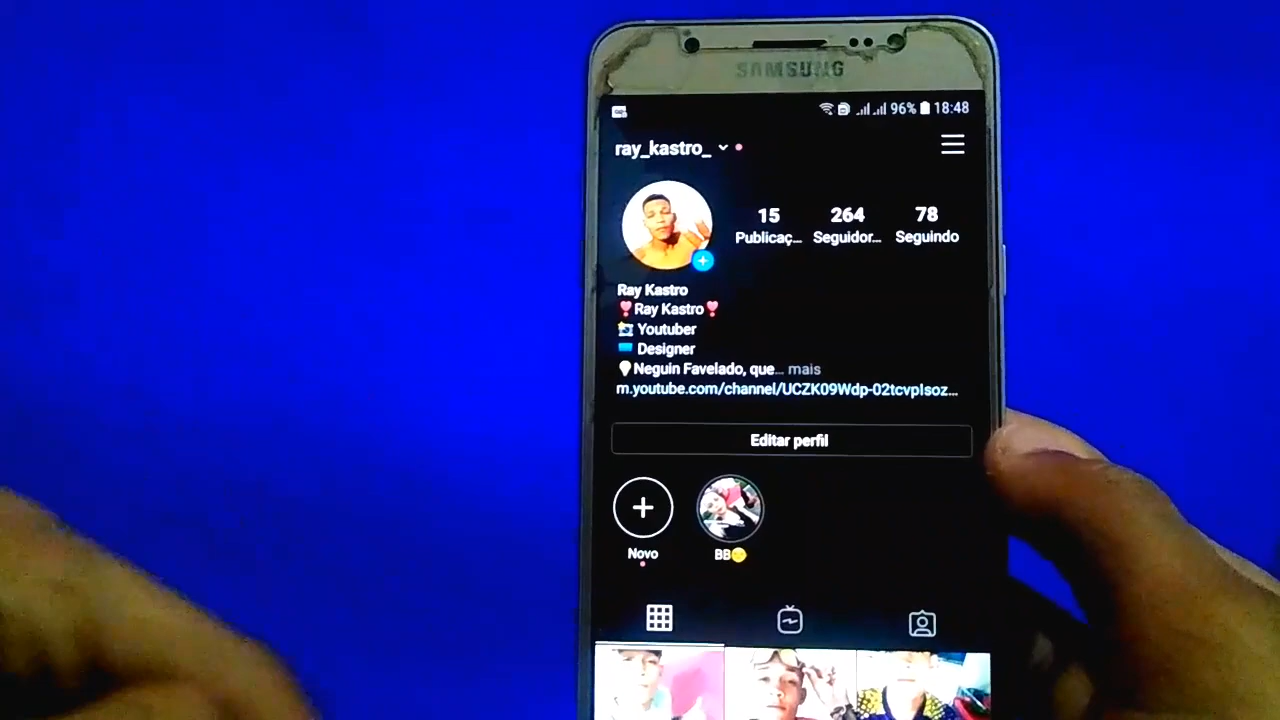 SAMSUNG
96% 18:48
ray_kastro_
15 264 78
Publicaç... Seguidor... Seguindo
Ray Kastro
Ray Kastro
Youtuber
Designer
Neguin Favelado, que... mais
m.youtube.com/channel/UCZK09Wdp-02tcvpIsoz...
Editar perfil
Novo BB